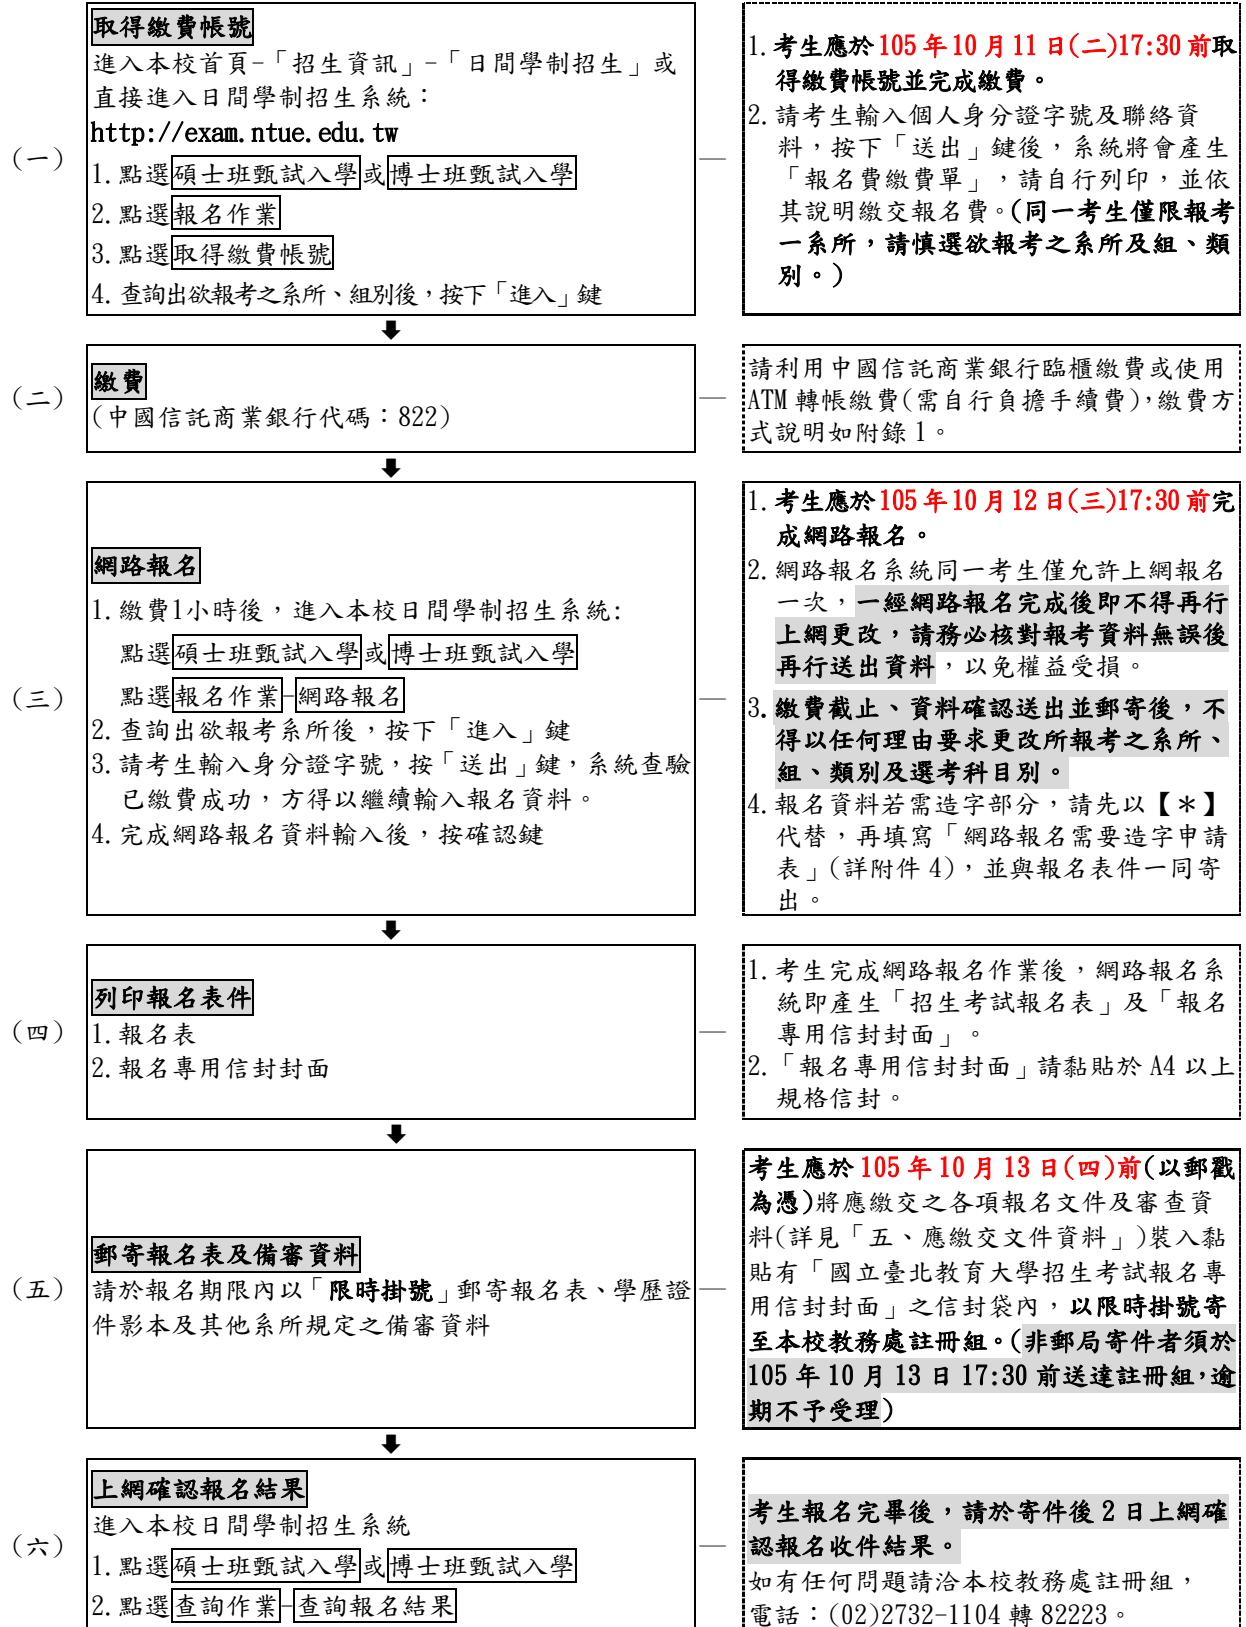 (一)
取得繳費帳號
進入本校首頁-「招生資訊」-「日間學制招生」或
直接進入日間學制招生系統：
http://exam.ntue.edu.tw
1.點選碩士班甄試入學或博士班甄試入學
2.點選報名作業
3.點選取得繳費帳號
4.查詢出欲報考之系所、組別後，按下「進入」鍵
—
1.考生應於105年10月11日(二)17:30前取
得繳費帳號並完成繳費。
2.請考生輸入個人身分證字號及聯絡資
料，按下「送出」鍵後，系統將會產生
「報名費繳費單」，請自行列印，並依
其說明繳交報名費。(同一考生僅限報考
一系所，請慎選欲報考之系所及組、類
別。)
(二)
繳費
(中國信託商業銀行代碼：822)
—
請利用中國信託商業銀行臨櫃繳費或使用
ATM轉帳繳費(需自行負擔手續費)，繳費方
式說明如附錄1。
(三)
網路報名
1.繳費1小時後，進入本校日間學制招生系統:
點選碩士班甄試入學或博士班甄試入學
點選報名作業-網路報名
2.查詢出欲報考系所後，按下「進入」鍵
3.請考生輸入身分證字號，按「送出」鍵，系統查驗
已繳費成功，方得以繼續輸入報名資料。
4.完成網路報名資料輸入後，按確認鍵
—
1.考生應於105年10月12日(三)17:30前完
成網路報名。
2.網路報名系統同一考生僅允許上網報名
一次，一經網路報名完成後即不得再行
上網更改，請務必核對報考資料無誤後
再行送出資料，以免權益受損。
3.繳費截止、資料確認送出並郵寄後，不
得以任何理由要求更改所報考之系所、
組、類別及選考科目別。
4.報名資料若需造字部分，請先以【＊】
代替，再填寫「網路報名需要造字申請
表」(詳附件4)，並與報名表件一同寄
出。
(四)
列印報名表件
1.報名表
2.報名專用信封封面
—
1.考生完成網路報名作業後，網路報名系
統即產生「招生考試報名表」及「報名
專用信封封面」。
2.「報名專用信封封面」請黏貼於A4以上
規格信封。
(五)
郵寄報名表及備審資料
請於報名期限內以「限時掛號」郵寄報名表、學歷證
件影本及其他系所規定之備審資料
—
考生應於105年10月13日(四)前(以郵戳
為憑)將應繳交之各項報名文件及審查資
料(詳見「五、應繳交文件資料」)裝入黏
貼有「國立臺北教育大學招生考試報名專
用信封封面」之信封袋內，以限時掛號寄
至本校教務處註冊組。(非郵局寄件者須於
105年10月13日17:30前送達註冊組，逾
期不予受理)
(六)
上網確認報名結果
進入本校日間學制招生系統
1.點選碩士班甄試入學或博士班甄試入學
2.點選查詢作業-查詢報名結果
—
考生報名完畢後，請於寄件後2日上網確
認報名收件結果。
如有任何問題請洽本校教務處註冊組，
電話：(02)2732-1104轉82223。